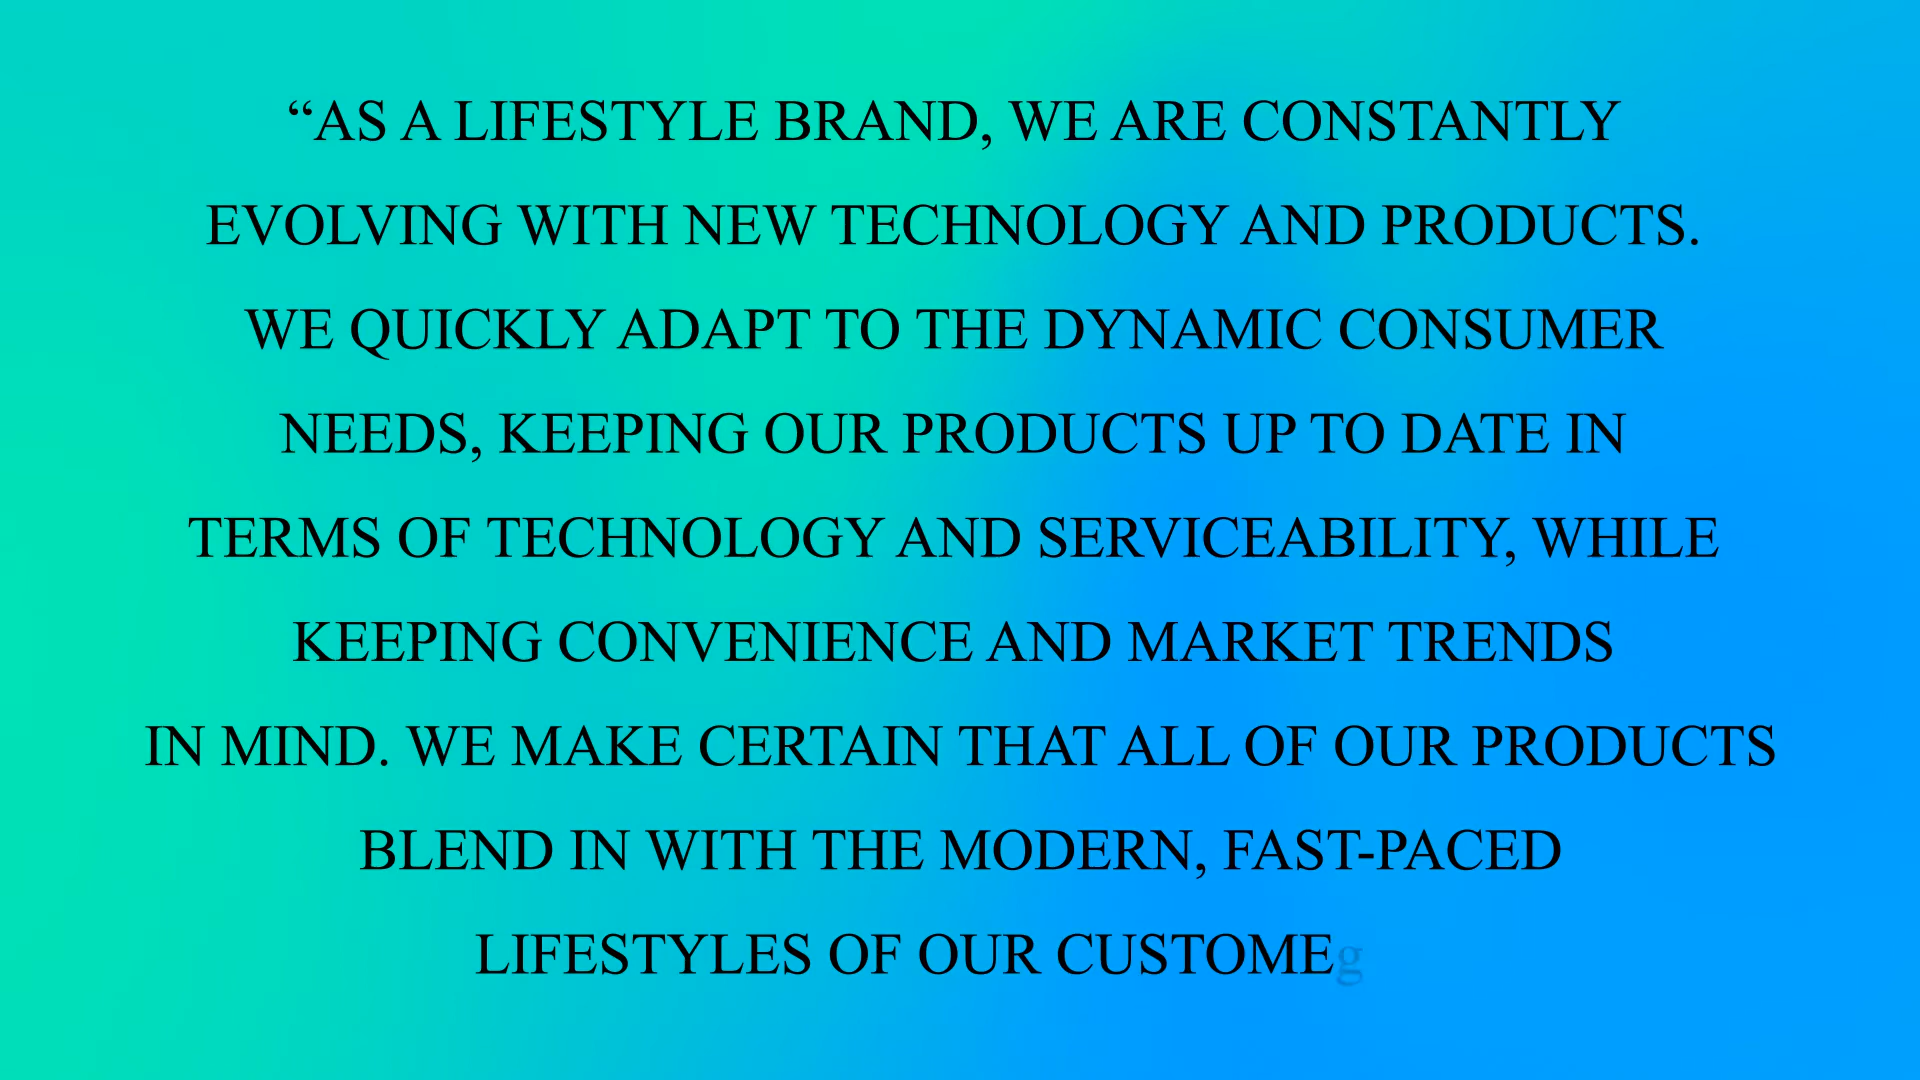 “AS A LIFESTYLE BRAND, WE ARE CONSTANTLY
EVOLVING WITH NEW TECHNOLOGY AND PRODUCTS.
WE QUICKLY ADAPT TO THE DYNAMIC CONSUMER
NEEDS, KEEPING OUR PRODUCTS UP TO DATE IN
TERMS OF TECHNOLOGY AND SERVICEABILITY, WHILE
KEEPING CONVENIENCE AND MARKET TRENDS
IN MIND. WE MAKE CERTAIN THAT ALL OF OUR PRODUCTS
BLEND IN WITH THE MODERN, FAST-PACED
LIFESTYLES OF OUR CUSTOMEg